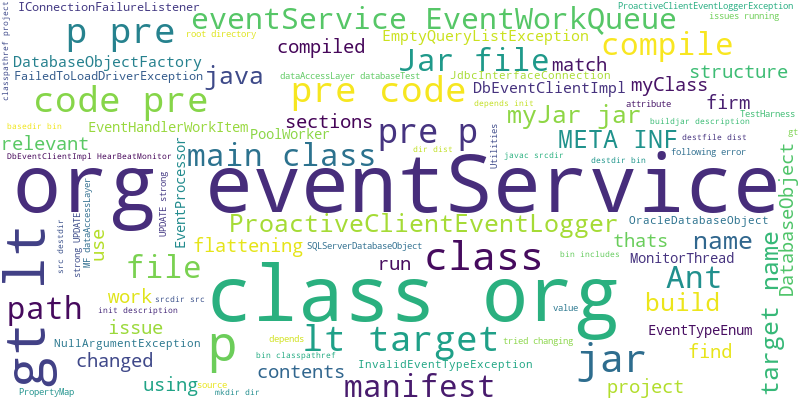 IConnectionFailureListener
ProactiveClientEventLoggerException
p pre
eventService EventWorkQueue
issues running
root directory
EmptyQueryListException
compile
compiled
classpathref project
DatabaseObjectFactory
Jar file
match
structure
FailedToLoadDriverException
java
dataAccessLayer databaseTest
JdbcInterfaceConnection
code pre
pre code
depends init
DbEventClientImpl
myClass
sections
myJar jar
attribute
firm
basedir bin
EventHandlerWorkItem
PoolWorker
pre p
buildjar description
TestHarness
relevant
META INF
destfile dist
gt
DbEventClientImpl HearBeatMonitor
main class
dir dist
Utilities
javac srcdir
following error
destdir bin
EventProcessor
UPDATE strong
org eventService
DatabaseObject
ProactiveClientEventLogger
OracleDatabaseObject
lt
src destdir
strong UPDATE
MF dataAccessLayer
use
flattening
SQLServerDatabaseObject
thats
name
class
bin includes
MonitorThread
file
run
Ant
target name
gt
path
work
srcdir src
class org
value
build
init description
issue
p
lt target
EventTypeEnum
NullArgumentException
depends
tried changing
find
changed
bin classpathref
jar
contents
InvalidEventTypeException
PropertyMap
using
source
mkdir dir
manifest
project